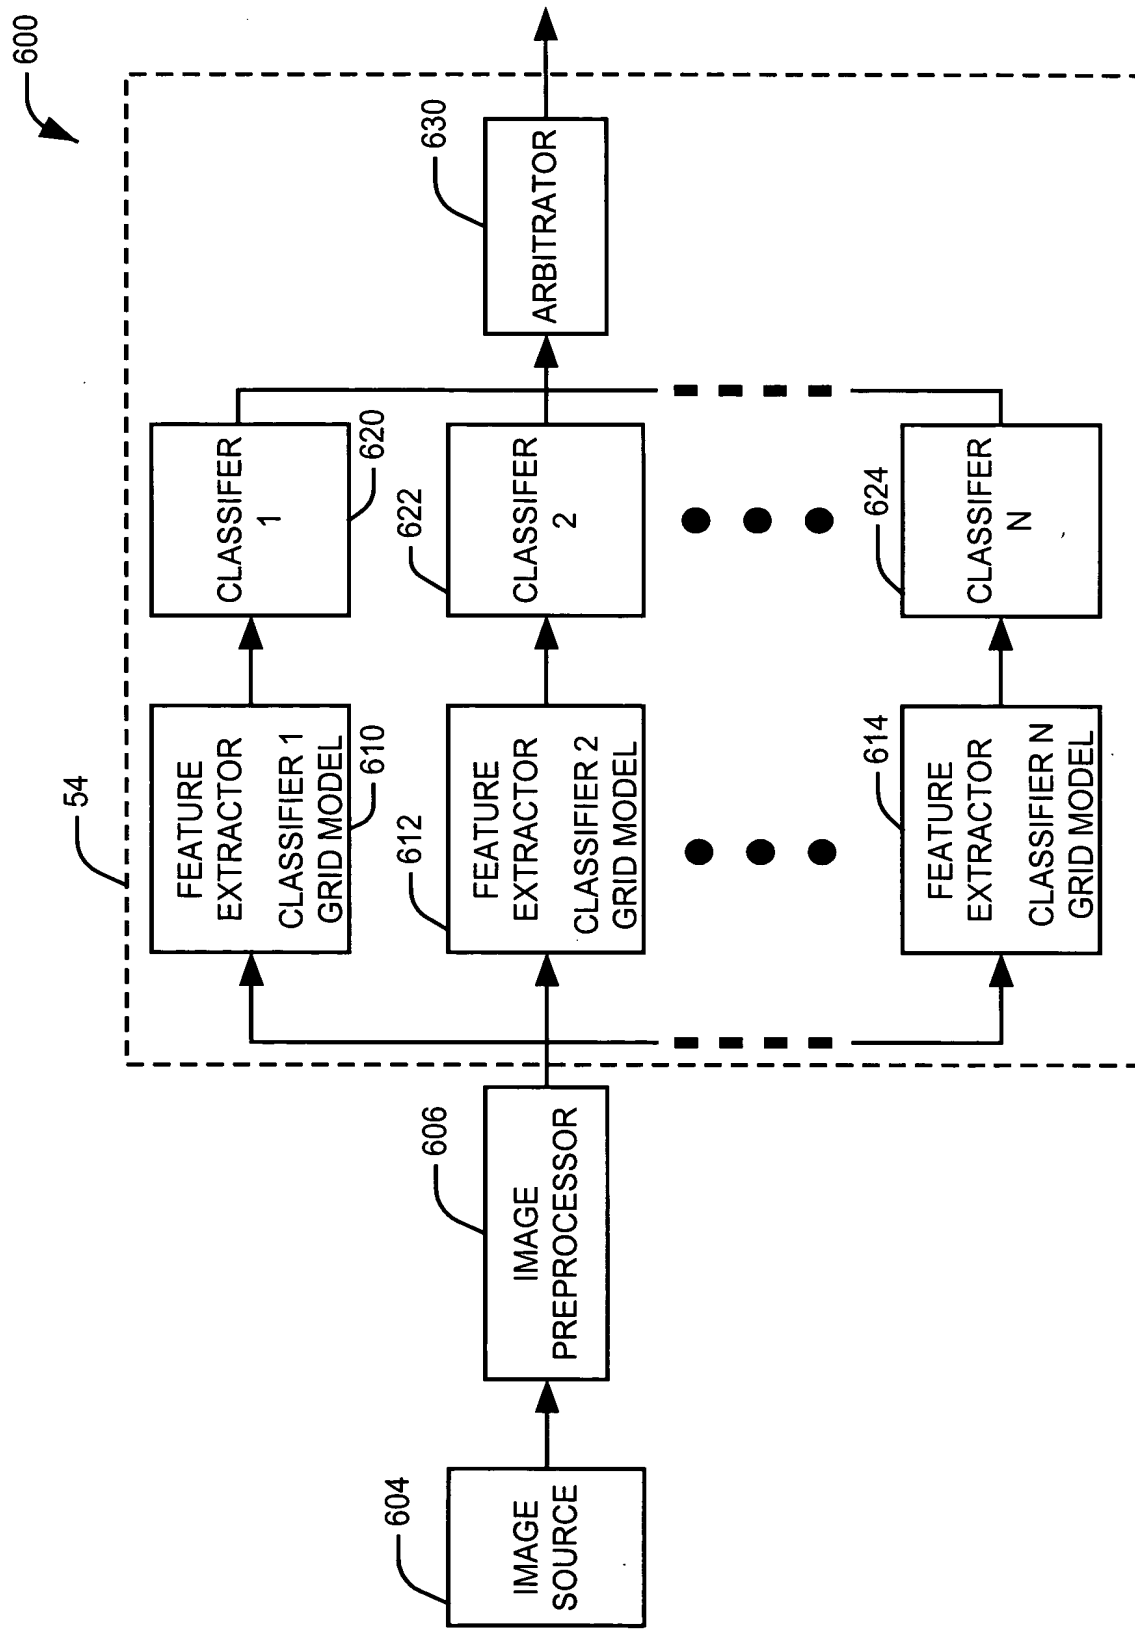 600
54
FEATURE
EXTRACTOR
CLASSIFIER 1
GRID MODEL
610
CLASSIFER
1
620
604
IMAGE
SOURCE
606
IMAGE
PREPROCESSOR
612
FEATURE
EXTRACTOR
CLASSIFIER 2
GRID MODEL
622
CLASSIFER
2
630
ARBITRATOR
614
FEATURE
EXTRACTOR
CLASSIFIER N
GRID MODEL
624
CLASSIFER
N